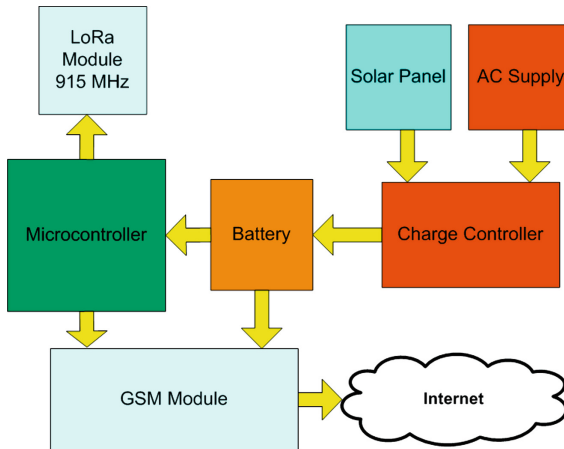 LoRa
Module
915 MHz
Solar Panel
AC Supply
Microcontroller
Battery
Charge Controller
GSM Module
Internet